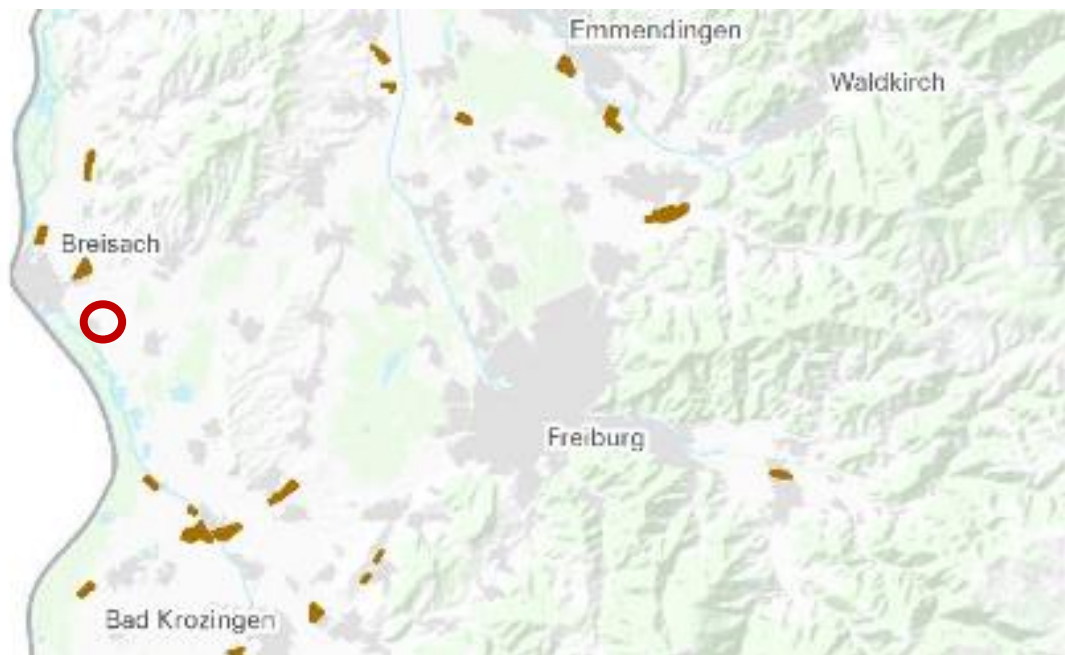 Emmendingen
Waldkirch
Breisach
Freiburg
Bad Krozingen